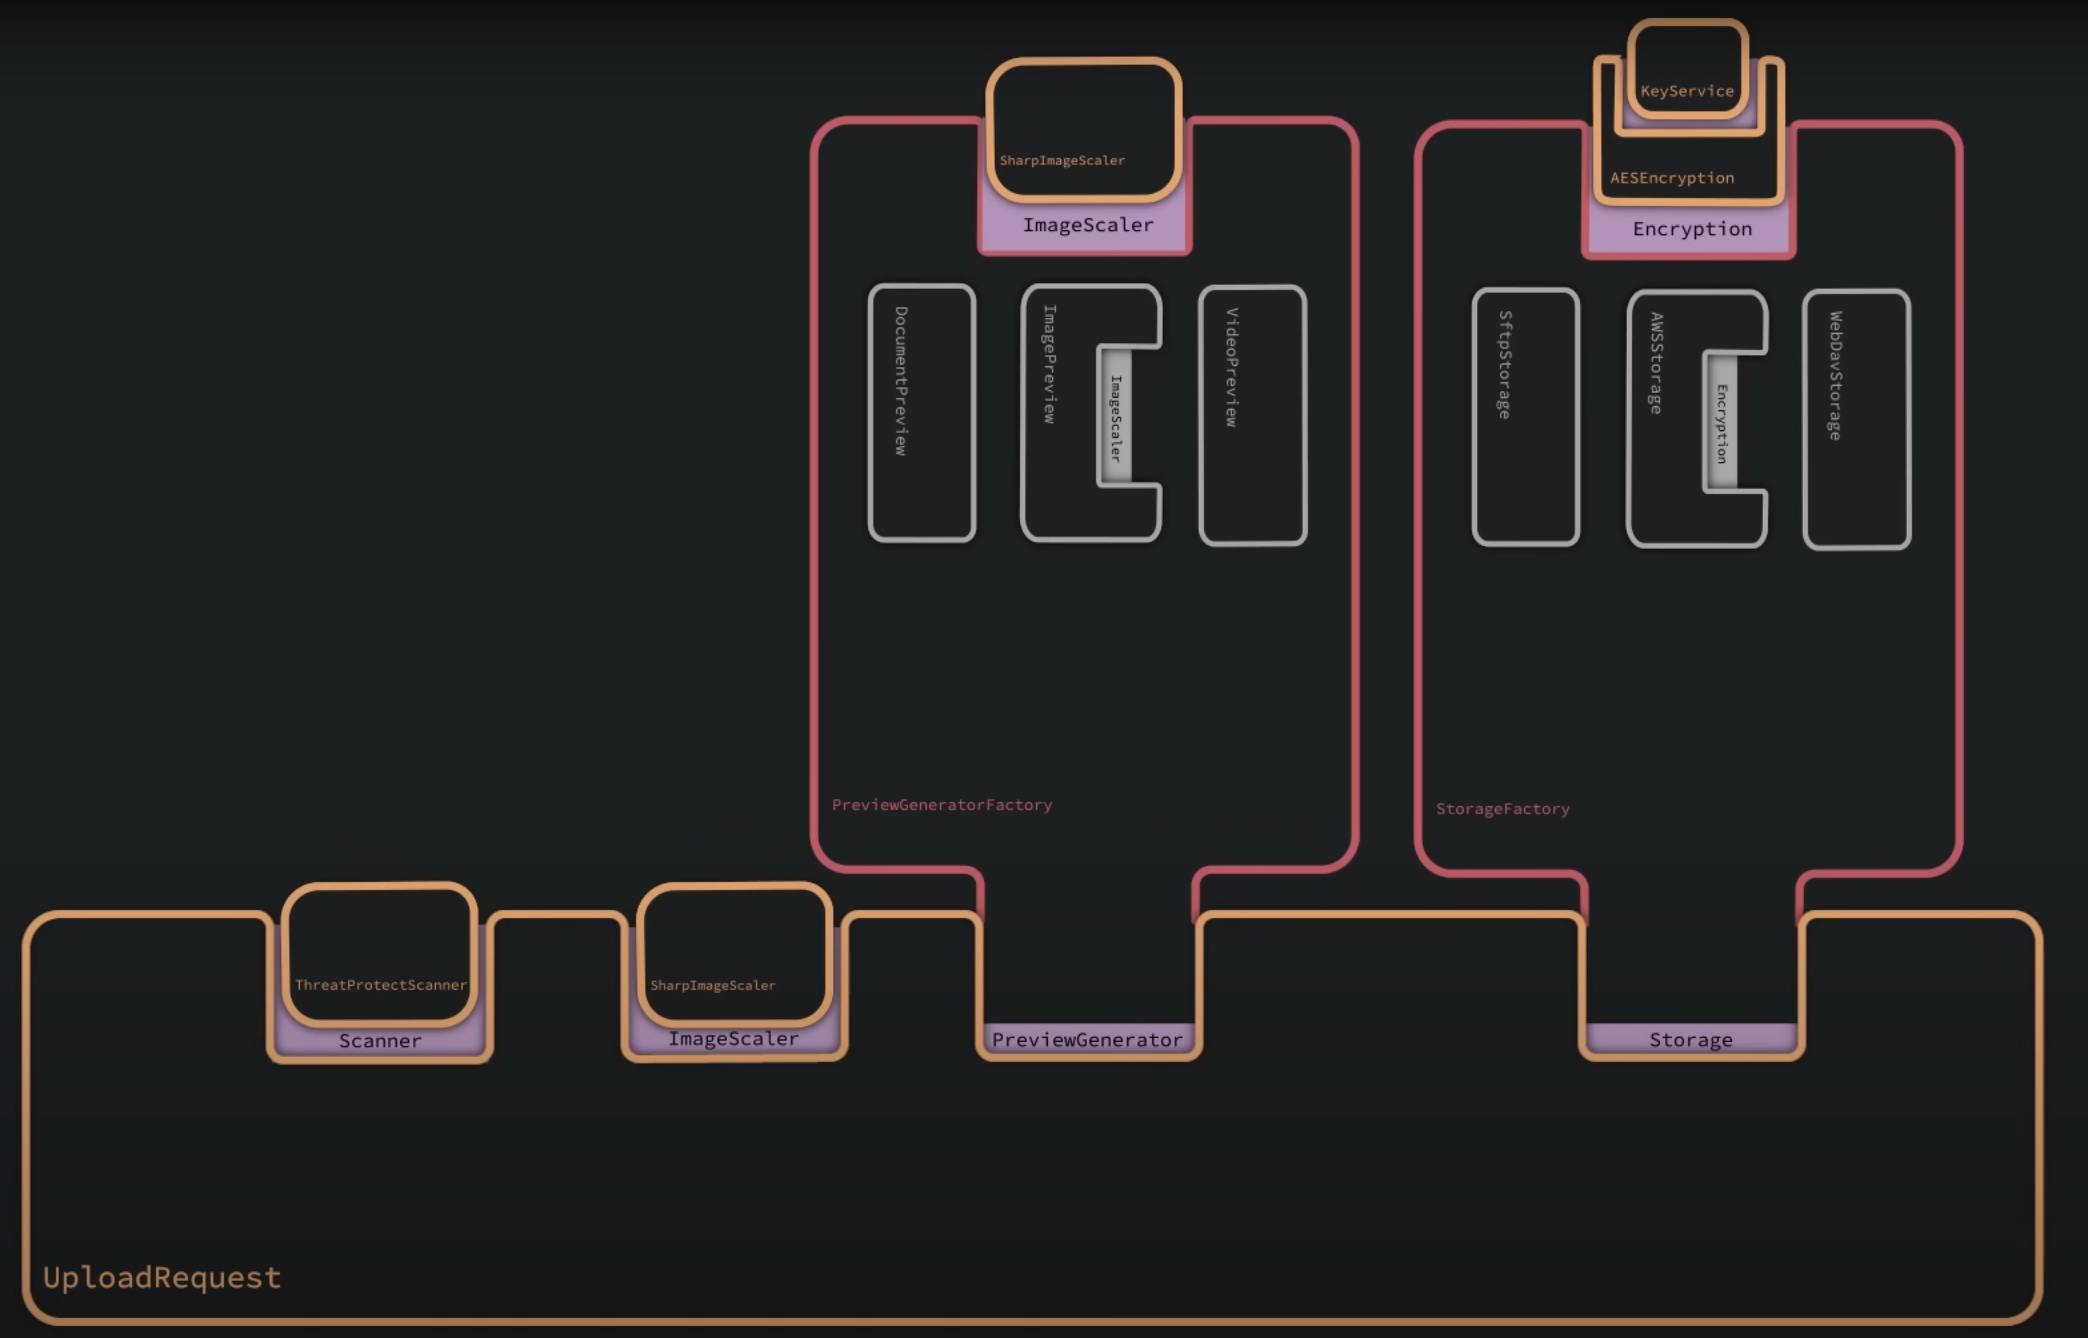 KeyService
AESEncryption
Encryption
SharpImageScaler
ImageScaler
DocumentPreview
ImagePreview
ImageScaler
VideoPreview
SftpStorage
AWSStorage
Encryption
WebDavStorage
PreviewGeneratorFactory
StorageFactory
ThreatProtectScanner
Scanner
SharpImageScaler
ImageScaler
PreviewGenerator
Storage
UploadRequest